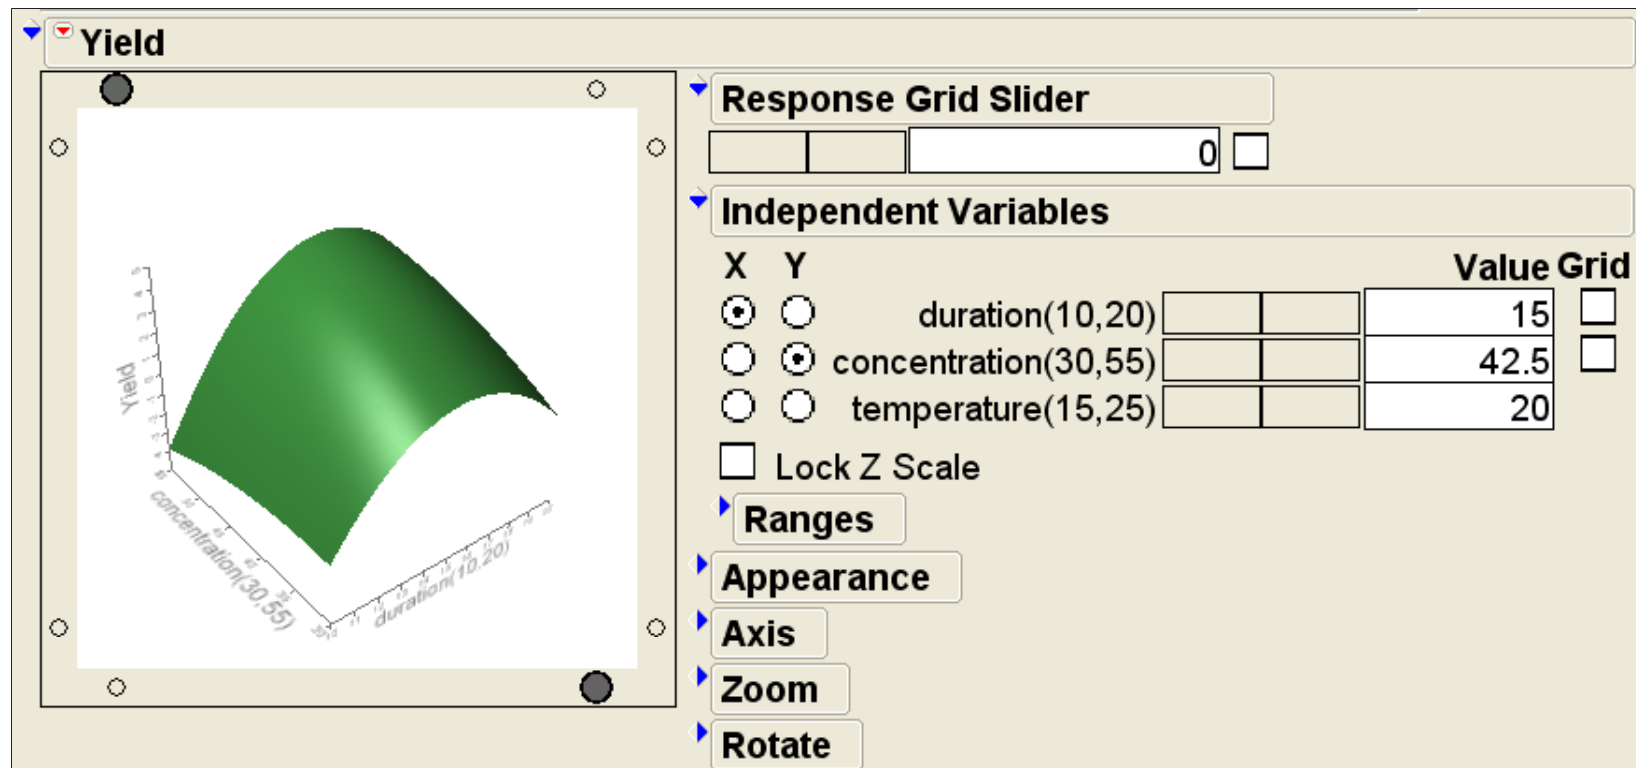 Yield
Yield
concentration(30,55)
duration(10,20)
Response Grid Slider
0
Independent Variables
X Y Value Grid
duration(10,20) 15
concentration(30,55) 42.5
temperature(15,25) 20
Lock Z Scale
Ranges
Appearance
Axis
Zoom
Rotate